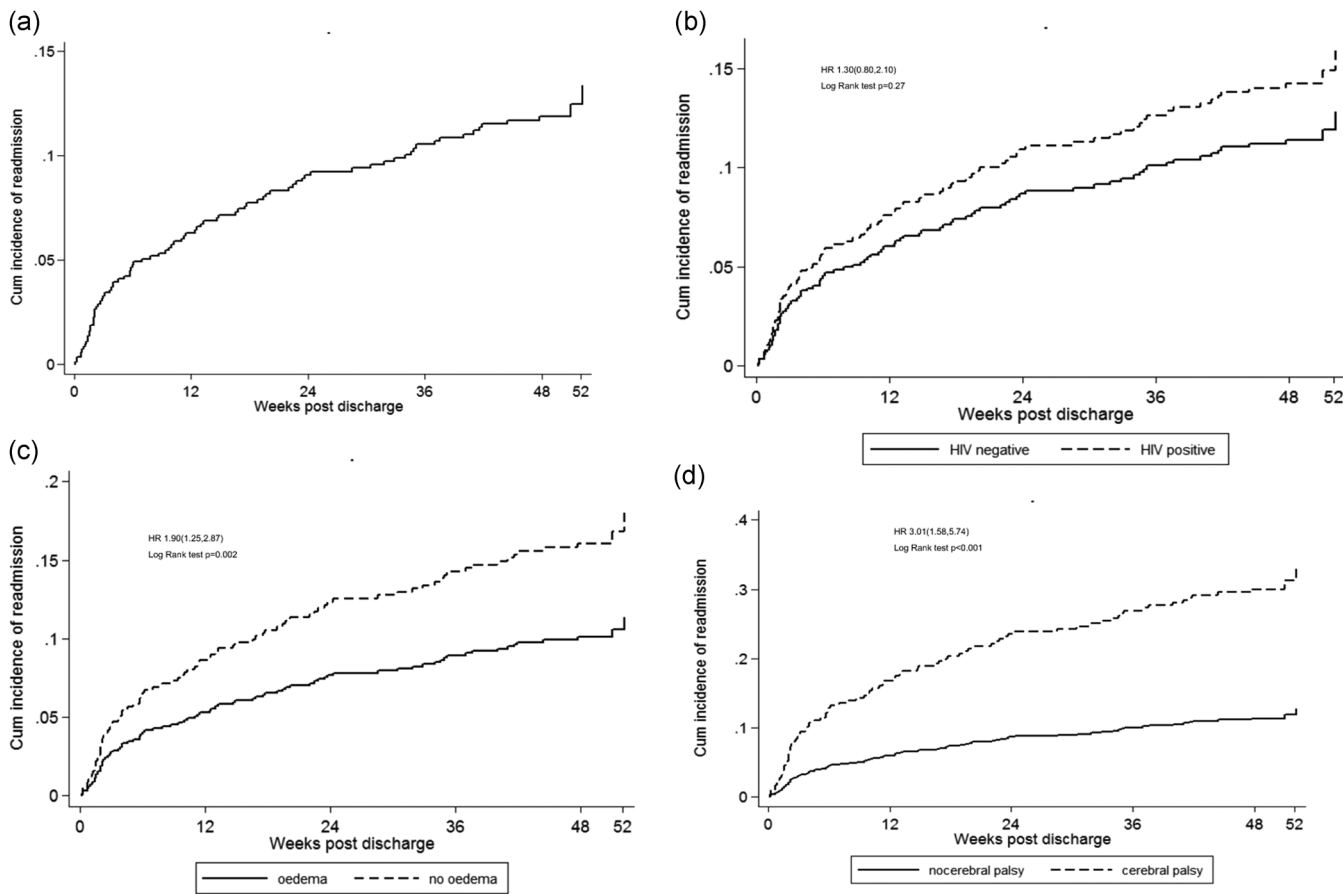 (a)
.15
.1
.05
0
Cum incidence of readmission
0 12 24 36 48 52
Weeks post discharge
(b)
HR 1.30(0.80,2.10)
Log Rank test p=0.27
.15
.1
.05
0
Cum incidence of readmission
0 12 24 36 48 52
Weeks post discharge
HIV negative HIV positive
(c)
HR 1.90(1.25,2.87)
Log Rank test p=0.002
.2
.15
.1
.05
0
Cum incidence of readmission
0 12 24 36 48 52
Weeks post discharge
oedema no oedema
(d)
HR 3.01(1.58,5.74)
Log Rank test p<0.001
.4
.3
.2
.1
0
Cum incidence of readmission
0 12 24 36 48 52
Weeks post discharge
nocerebral palsy cerebral palsy